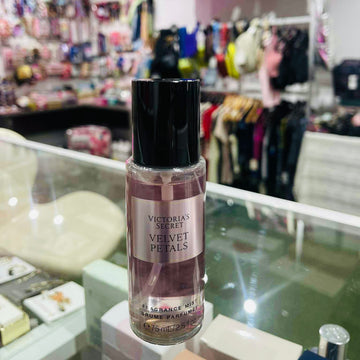 VICTORIA'S
SECRET
VELVET
PETALS
FRAGRANCE MIST
BRUME PARFUMÉE